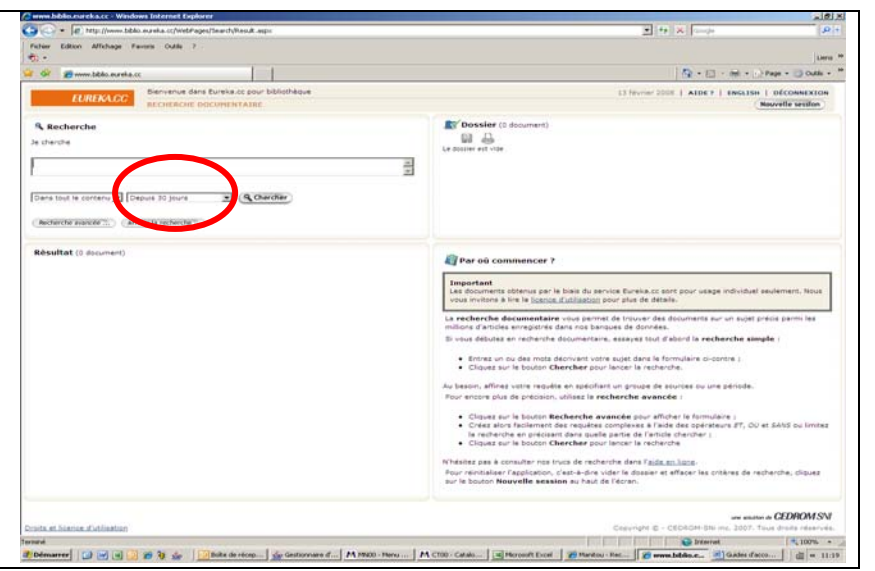 www.biblio.eureka.cc - Windows Internet Explorer
http://www.biblio.eureka.cc/WebPages/Search/Result.aspx
Google
Fichier Edition Affichage Favoris Outils ?
Liens
www.biblio.eureka.cc
Page Outils
EUREKA.CC
Bienvenue dans Eureka.cc pour bibliothèque
RECHERCHE DOCUMENTAIRE
13 février 2008 | AIDE ? | ENGLISH | DÉCONNEXION
Nouvelle session
Recherche
Je cherche
Dans tout le contenu
Depuis 30 jours
Chercher
Recherche avancée
la recherche
Dossier (0 document)
Le dossier est vide
Résultat (0 document)
Par où commencer ?
Important
Les documents obtenus par le biais du service Eureka.cc sont pour usage individuel seulement. Nous
vous invitons à lire la licence d'utilisation pour plus de détails.
La recherche documentaire vous permet de trouver des documents sur un sujet précis parmi les
millions d'articles enregistrés dans nos banques de données.
Si vous débutez en recherche documentaire, essayez tout d'abord la recherche simple :
• Entrez un ou des mots décrivant votre sujet dans le formulaire ci-contre ;
• Cliquez sur le bouton Chercher pour lancer la recherche.
Au besoin, affinez votre requête en spécifiant un groupe de sources ou une période.
Pour encore plus de précision, utilisez la recherche avancée :
• Cliquez sur le bouton Recherche avancée pour afficher le formulaire ;
• Créez alors facilement des requêtes complexes à l'aide des opérateurs ET, OU et SANS ou limitez
la recherche en précisant dans quelle partie de l'article chercher ;
• Cliquez sur le bouton Chercher pour lancer la recherche
N'hésitez pas à consulter nos trucs de recherche dans l'aide en ligne.
Pour réinitialiser l'application, c'est-à-dire vider le dossier et effacer les critères de recherche, cliquez
sur le bouton Nouvelle session au haut de l'écran.
une solution de CEDROM-SNi
Droits et licence d'utilisation
Copyright © - CEDROM-SNi inc. 2007. Tous droits réservés.
Terminé
Internet
100%
Démarrer
Boîte de récep...
Gestionnaire d'...
MN00 - Menu ...
CT00 - Catalo...
Microsoft Excel
Manitou - Rec...
www.biblio.e...
Guides d'acco...
11:19